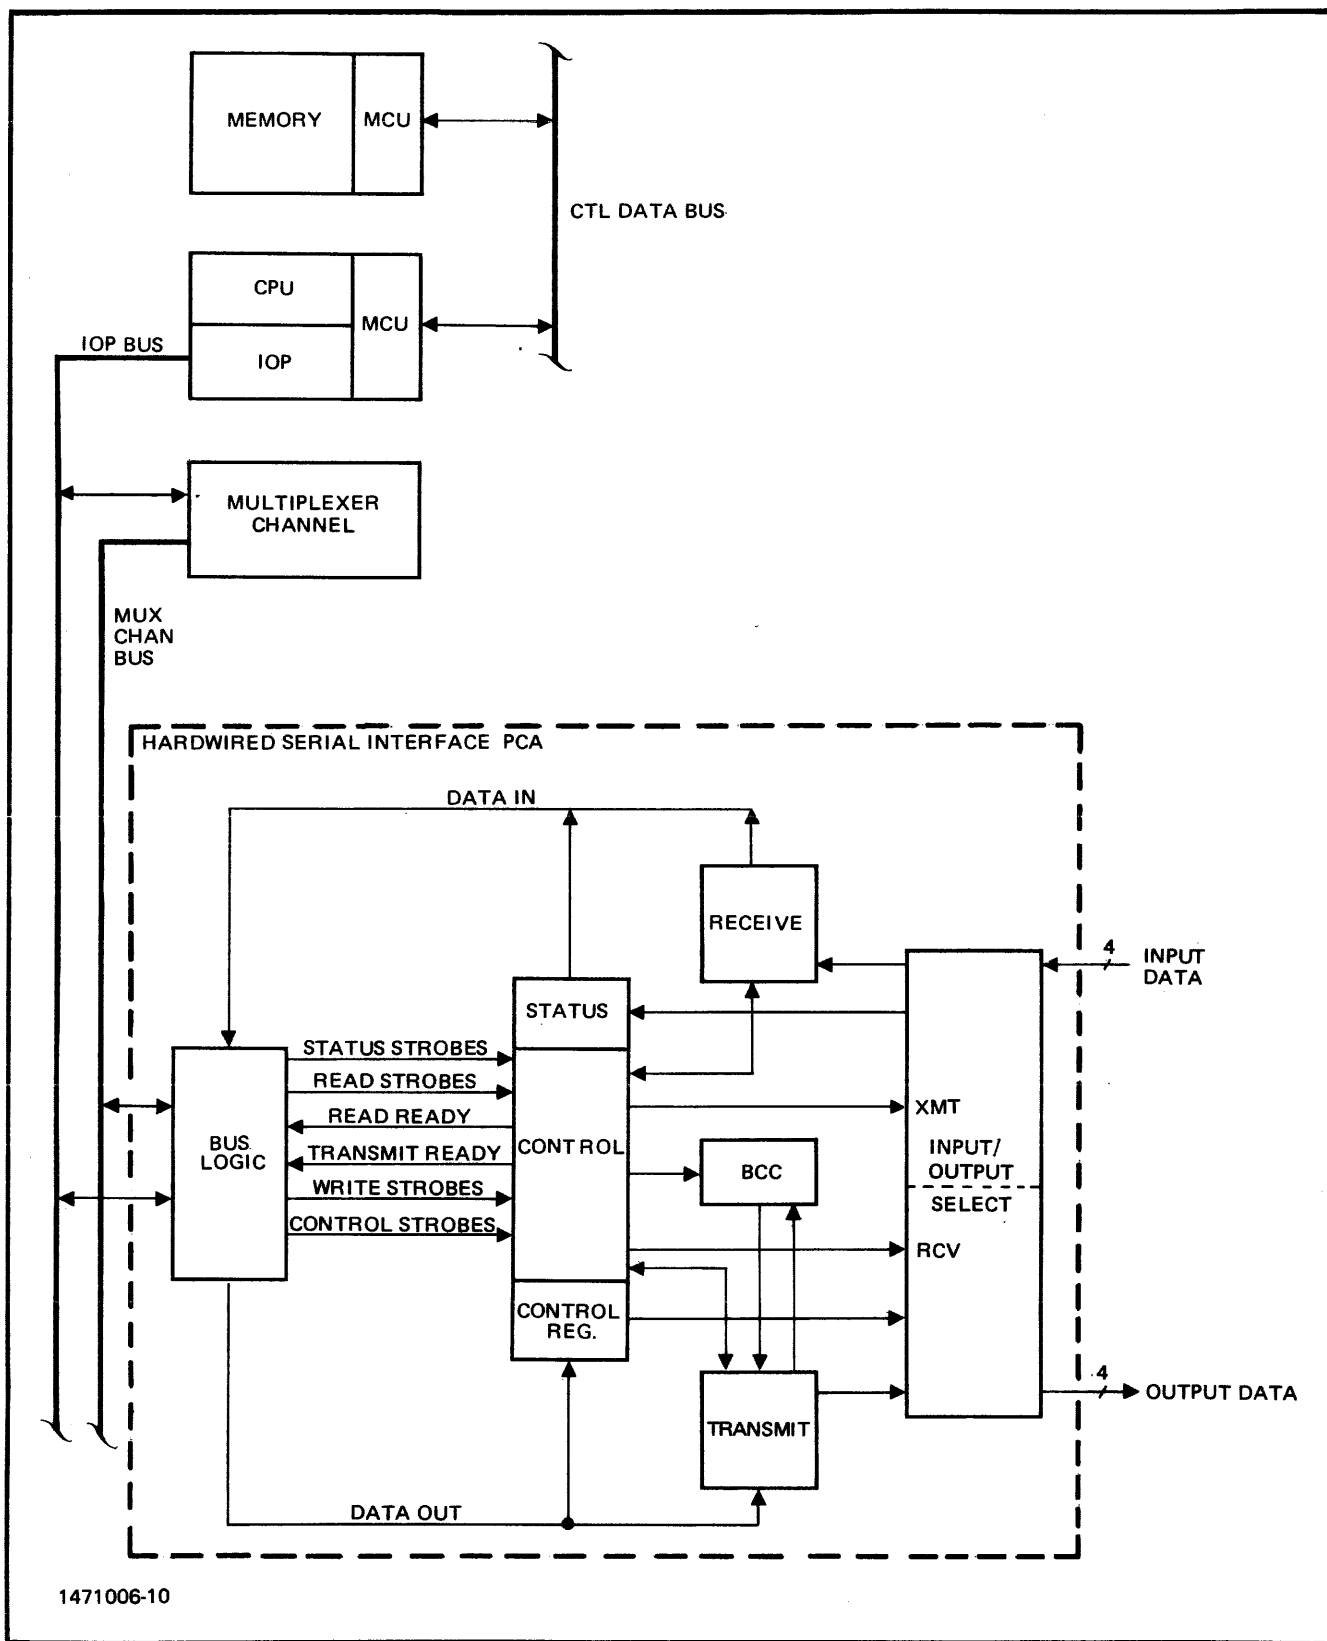 MEMORY
MCU
CTL DATA BUS
CPU
MCU
IOP BUS
IOP
MULTIPLEXER
CHANNEL
MUX
CHAN
BUS
HARDWIRED SERIAL INTERFACE PCA
DATA IN
RECEIVE
4
INPUT
DATA
STATUS
STATUS STROBES
READ STROBES
READ READY
TRANSMIT READY
WRITE STROBES
CONTROL STROBES
BUS
LOGIC
CONTROL
XMT
INPUT/
OUTPUT
SELECT
BCC
RCV
CONTROL
REG.
4
OUTPUT DATA
TRANSMIT
DATA OUT
1471006-10